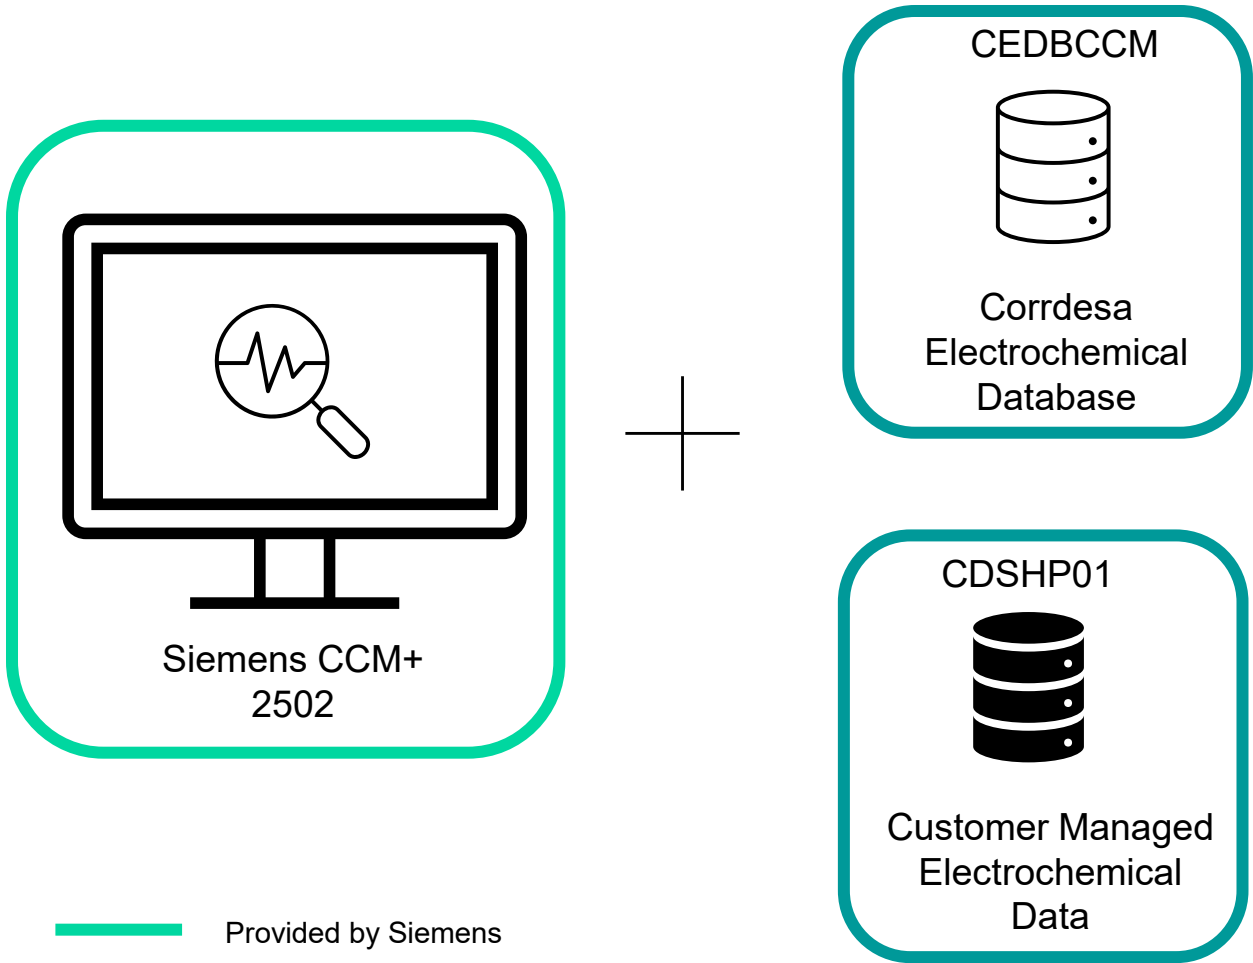 CEDBCCM
Corrdesa
Electrochemical
Database
Siemens CCM+
2502
CDSHP01
Customer Managed
Electrochemical
Data
Provided by Siemens